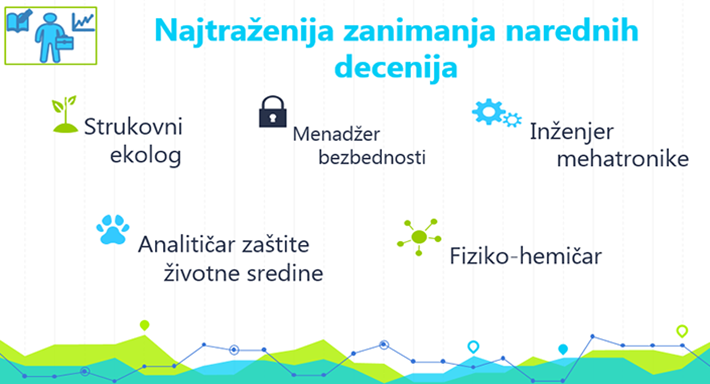 Najtraženija zanimanja narednih
decenija
Strukovni
ekolog
Menadžer
bezbednosti
Inženjer
mehatronike
Analitičar zaštite
životne sredine
Fiziko-hemičar